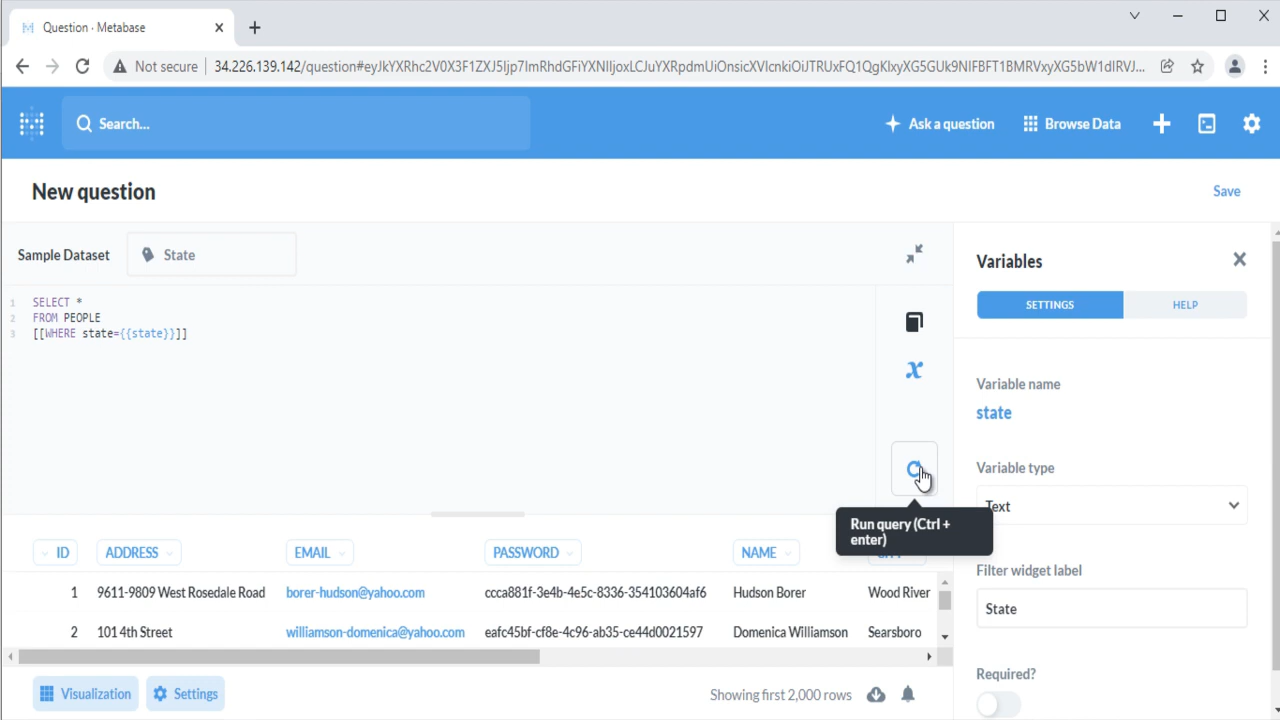 Question · Metabase
Not secure
34.226.139.142/question#eyJkYXRhc2V0X3F1ZXJ5Ijp7ImRhdGFiYXNlIjoxLCJuYXRpdmUiOnsicXVlcnkiOiJTRUxFQ1QgKlxyXG5GUk9NIFBFT1BMRVxyXG5bW1dIRVJ...
Search...
Ask a question
Browse Data
New question
Save
Sample Dataset
State
1 SELECT *
2 FROM PEOPLE
3 [[WHERE state={{state}}]]
Run query (Ctrl +
enter)
ID ADDRESS EMAIL PASSWORD NAME
1 9611-9809 West Rosedale Road borer-hudson@yahoo.com ccca881f-3e4b-4e5c-8336-354103604af6 Hudson Borer Wood River
2 101 4th Street williamson-domenica@yahoo.com eafc45bf-cf8e-4c96-ab35-ce44d0021597 Domenica Williamson Searsboro
Visualization
Settings
Showing first 2,000 rows
Variables
SETTINGS
HELP
Variable name
state
Variable type
Text
Filter widget label
State
Required?